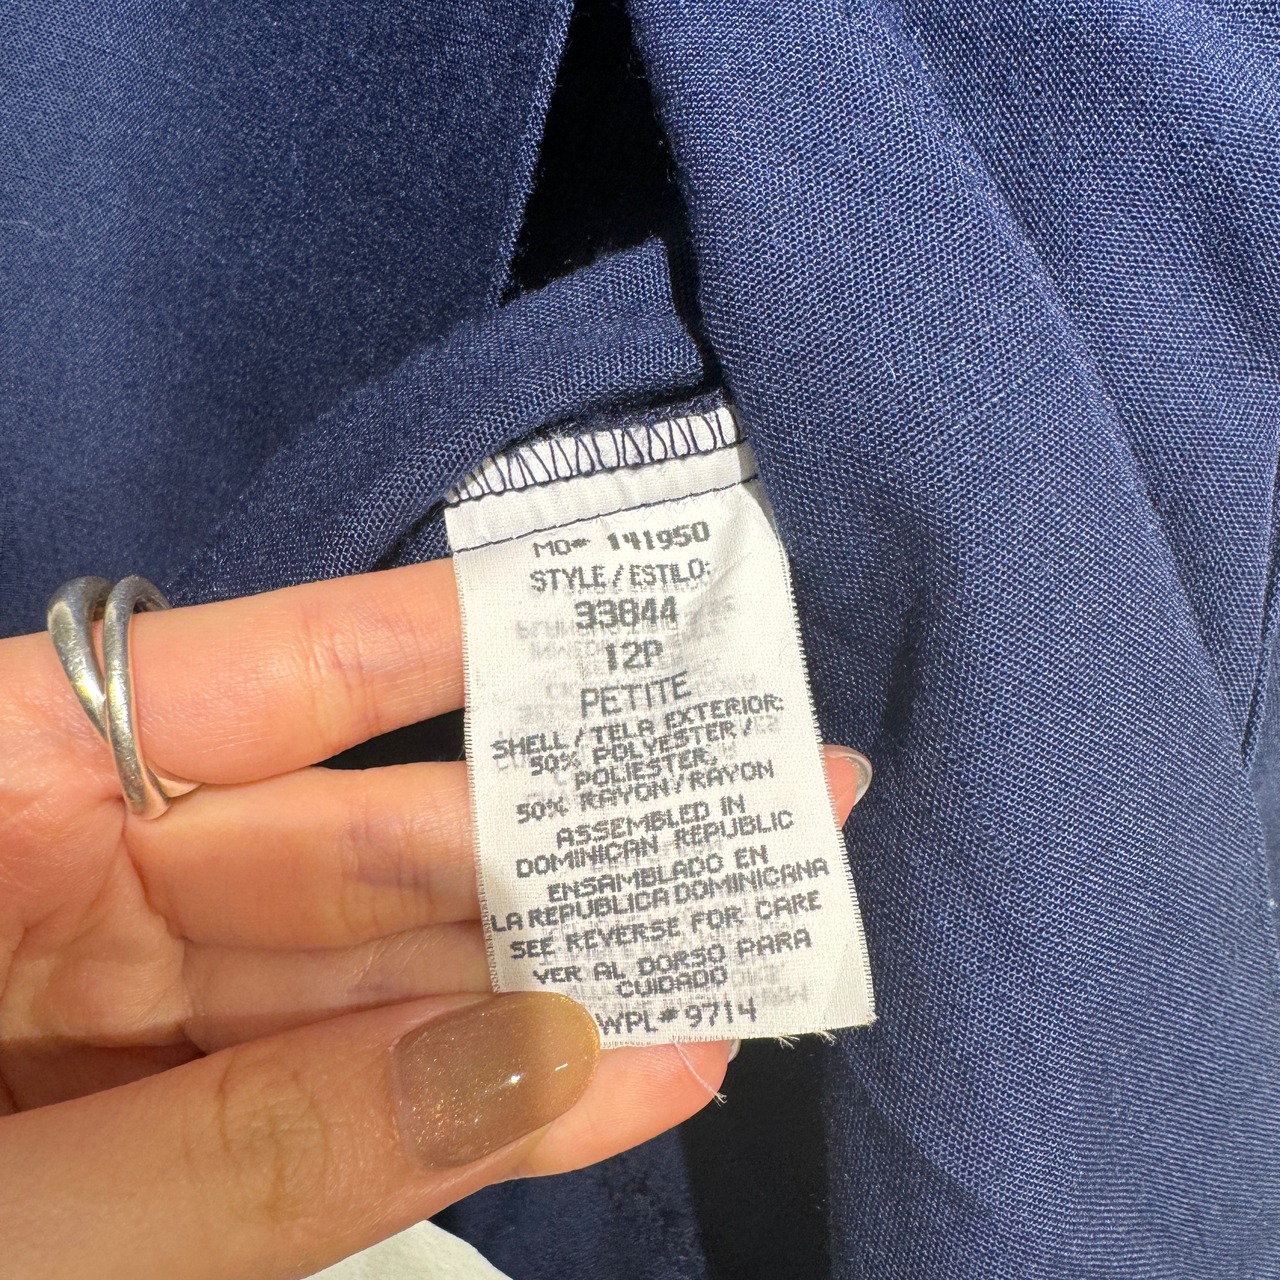 MO# 141950
STYLE / ESTILO:
33844
12P
PETITE
SHELL / TELA EXTERIOR:
50% POLYESTER /
POLIESTER,
50% RAYON/RAYON
ASSEMBLED IN
DOMINICAN REPUBLIC
ENSAMBLADO EN
LA REPUBLICA DOMINICANA
SEE REVERSE FOR CARE
VER AL DORSO PARA
CUIDADO
WPL# 9714